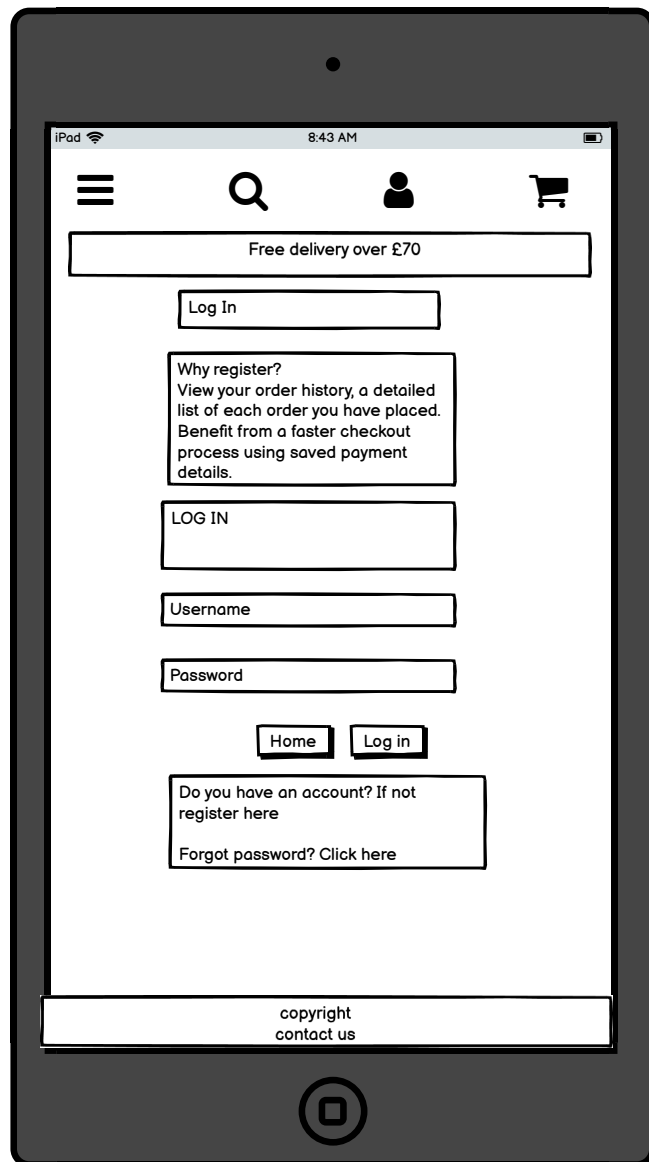 iPad 8:43 AM
Free delivery over £70
Log In
Why register?
View your order history, a detailed
list of each order you have placed.
Benefit from a faster checkout
process using saved payment
details.
LOG IN
Username
Password
Home Log in
Do you have an account? If not
register here
Forgot password? Click here
copyright
contact us